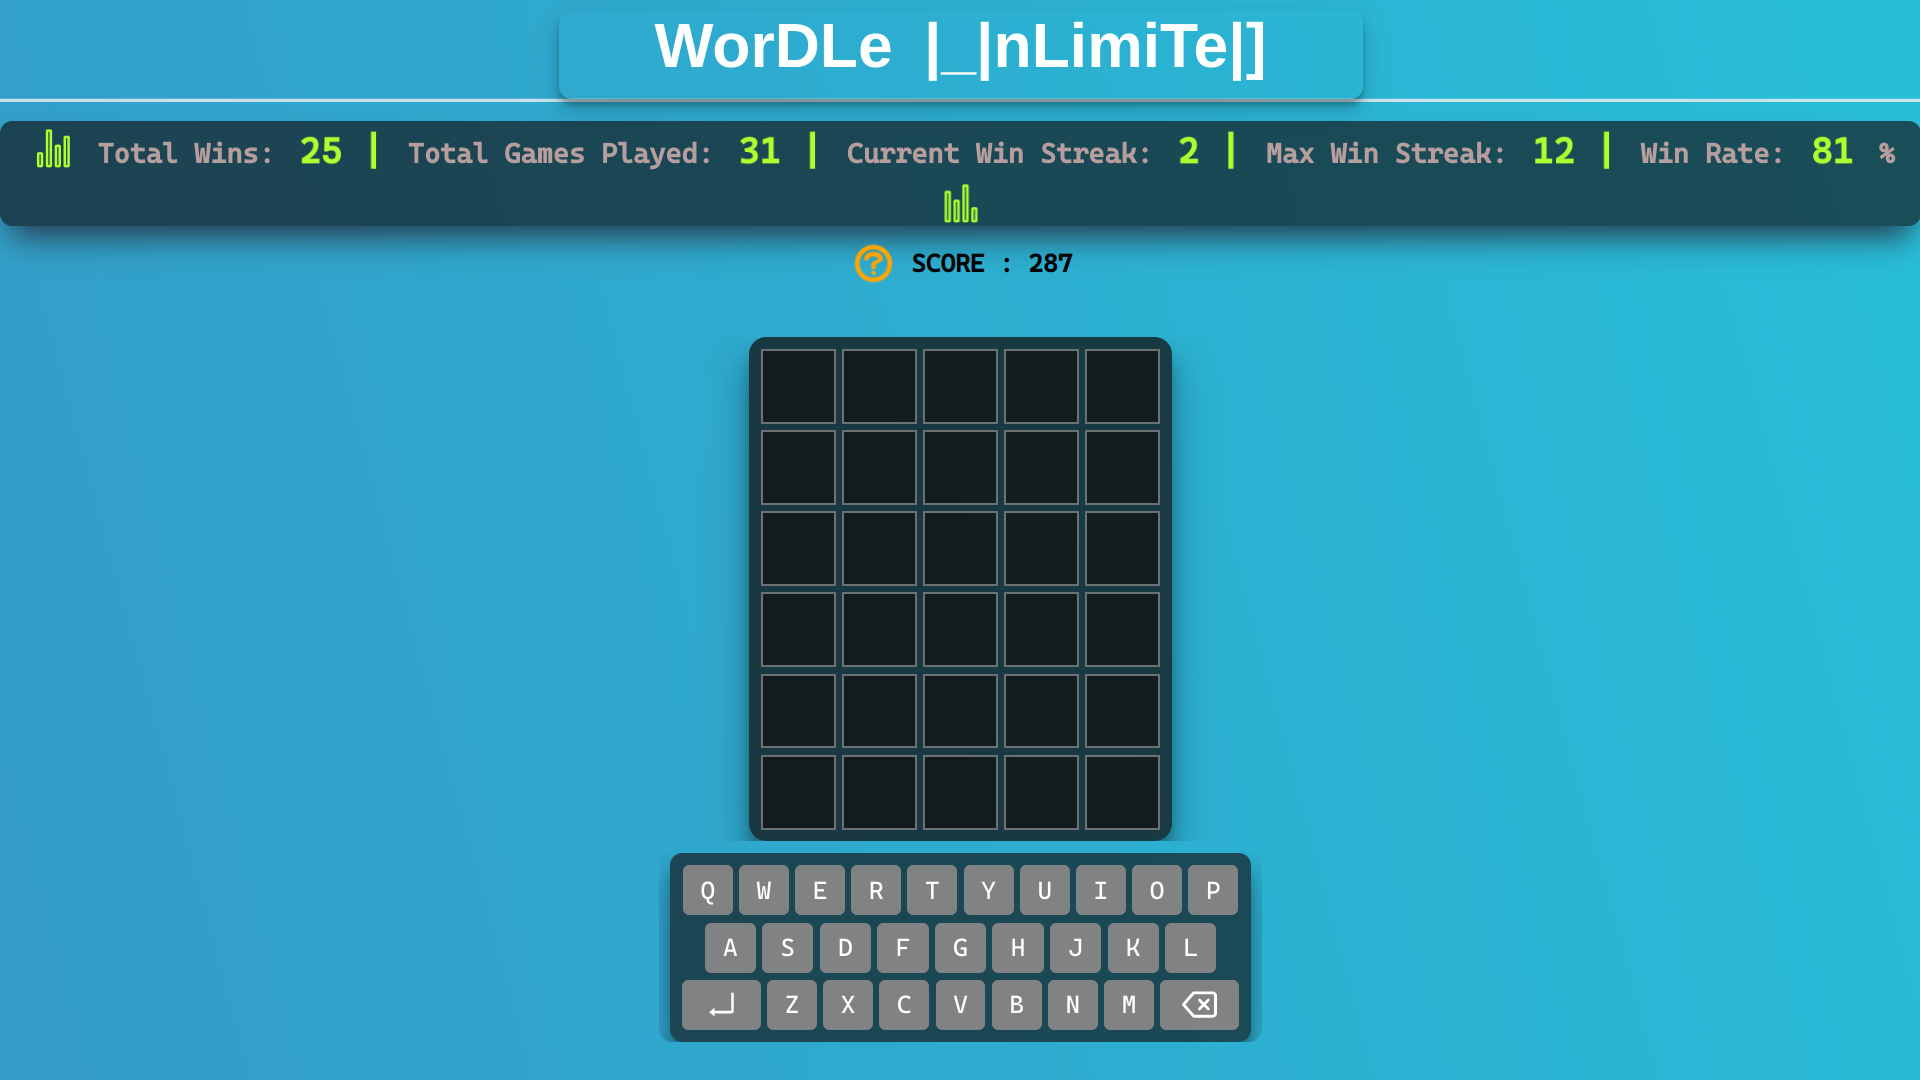 WorDLe |_|nLimiTe|]
Total Wins: 25 | Total Games Played: 31 | Current Win Streak: 2 | Max Win Streak: 12 | Win Rate: 81 %
? SCORE : 287
Q W E R T Y U I O P
A S D F G H J K L
Z X C V B N M